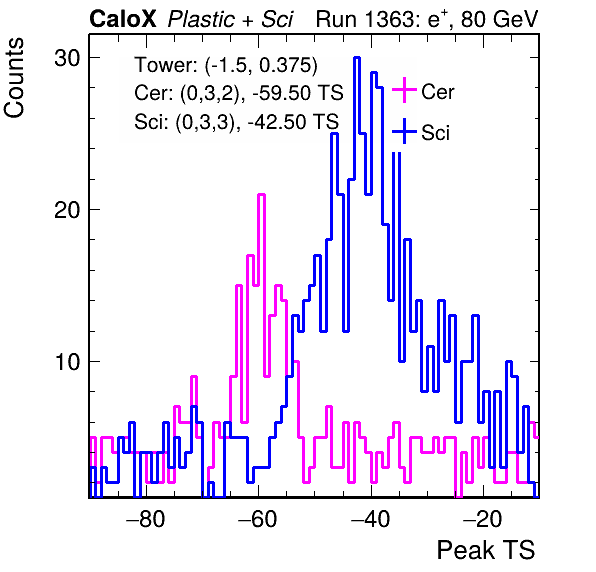 CaloX Plastic + Sci Run 1363: e+, 80 GeV
Counts
30
20
10
Tower: (-1.5, 0.375)
Cer: (0,3,2), -59.50 TS
Sci: (0,3,3), -42.50 TS
Cer
Sci
−80 −60 −40 −20
Peak TS